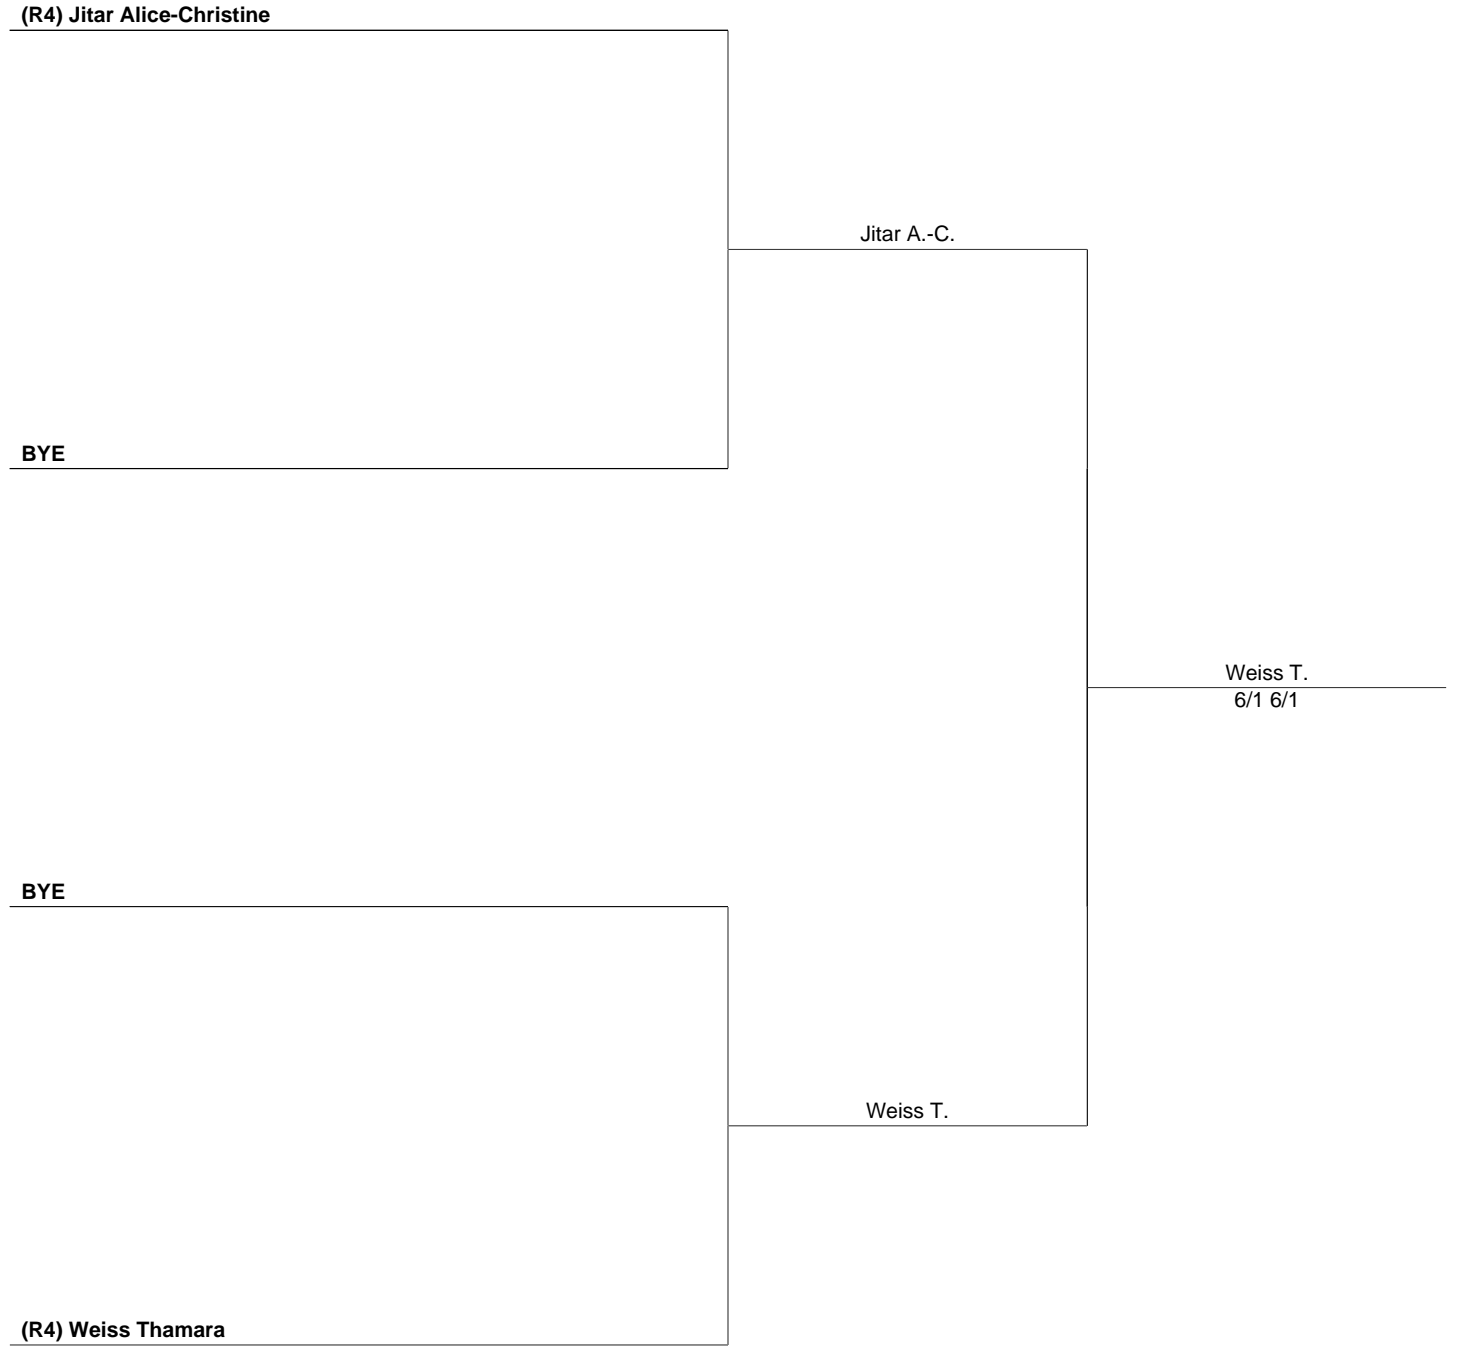 (R4) Jitar Alice-Christine
Jitar A.-C.
BYE
Weiss T.
6/1 6/1
BYE
Weiss T.
(R4) Weiss Thamara